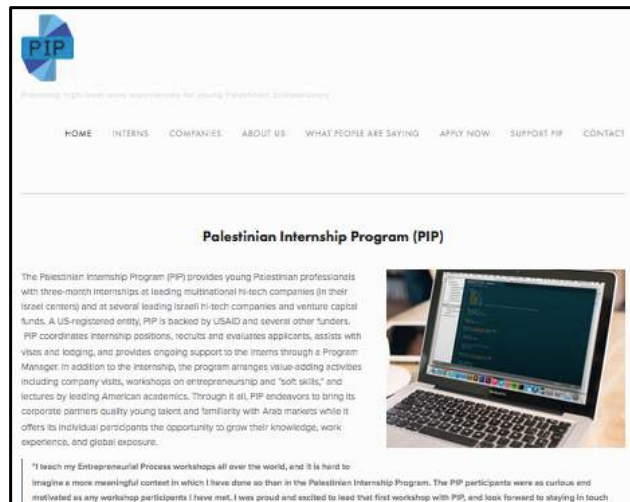 PIP
Providing high-level work experiences for young Palestinian professionals
HOME INTERNS COMPANIES ABOUT US WHAT PEOPLE ARE SAYING APPLY NOW SUPPORT PIP CONTACT
Palestinian Internship Program (PIP)
The Palestinian Internship Program (PIP) provides young Palestinian professionals
with three-month internships at leading multinational hi-tech companies (in their
Israel centers) and at several leading Israeli hi-tech companies and venture capital
funds. A US-registered entity, PIP is backed by USAID and several other funders.
PIP coordinates internship positions, recruits and evaluates applicants, assists with
visas and lodging, and provides ongoing support to the interns through a Program
Manager. In addition to the internship, the program arranges value-adding activities
including company visits, workshops on entrepreneurship and "soft skills," and
lectures by leading American academics. Through it all, PIP endeavors to bring its
corporate partners quality young talent and familiarity with Arab markets while it
offers its individual participants the opportunity to grow their knowledge, work
experience, and global exposure.
"I teach my Entrepreneurial Process workshops all over the world, and it is hard to
imagine a more meaningful context in which I have done so than in the Palestinian Internship Program. The PIP participants were as curious and
motivated as any workshop participants I have met. I was proud and excited to lead that first workshop with PIP, and look forward to staying in touch